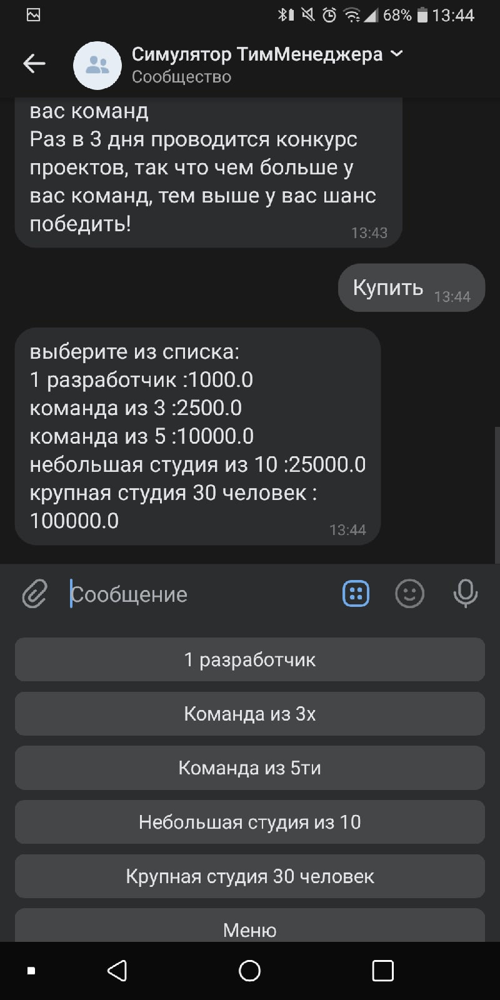 68% 13:44
Симулятор ТимМенеджера
Сообщество
вас команд
Раз в 3 дня проводится конкурс
проектов, так что чем больше у
вас команд, тем выше у вас шанс
победить!
13:43
Купить 13:44
выберите из списка:
1 разработчик :1000.0
команда из 3 :2500.0
команда из 5 :10000.0
небольшая студия из 10 :25000.0
крупная студия 30 человек :
100000.0
13:44
Сообщение
1 разработчик
Команда из 3х
Команда из 5ти
Небольшая студия из 10
Крупная студия 30 человек
Меню